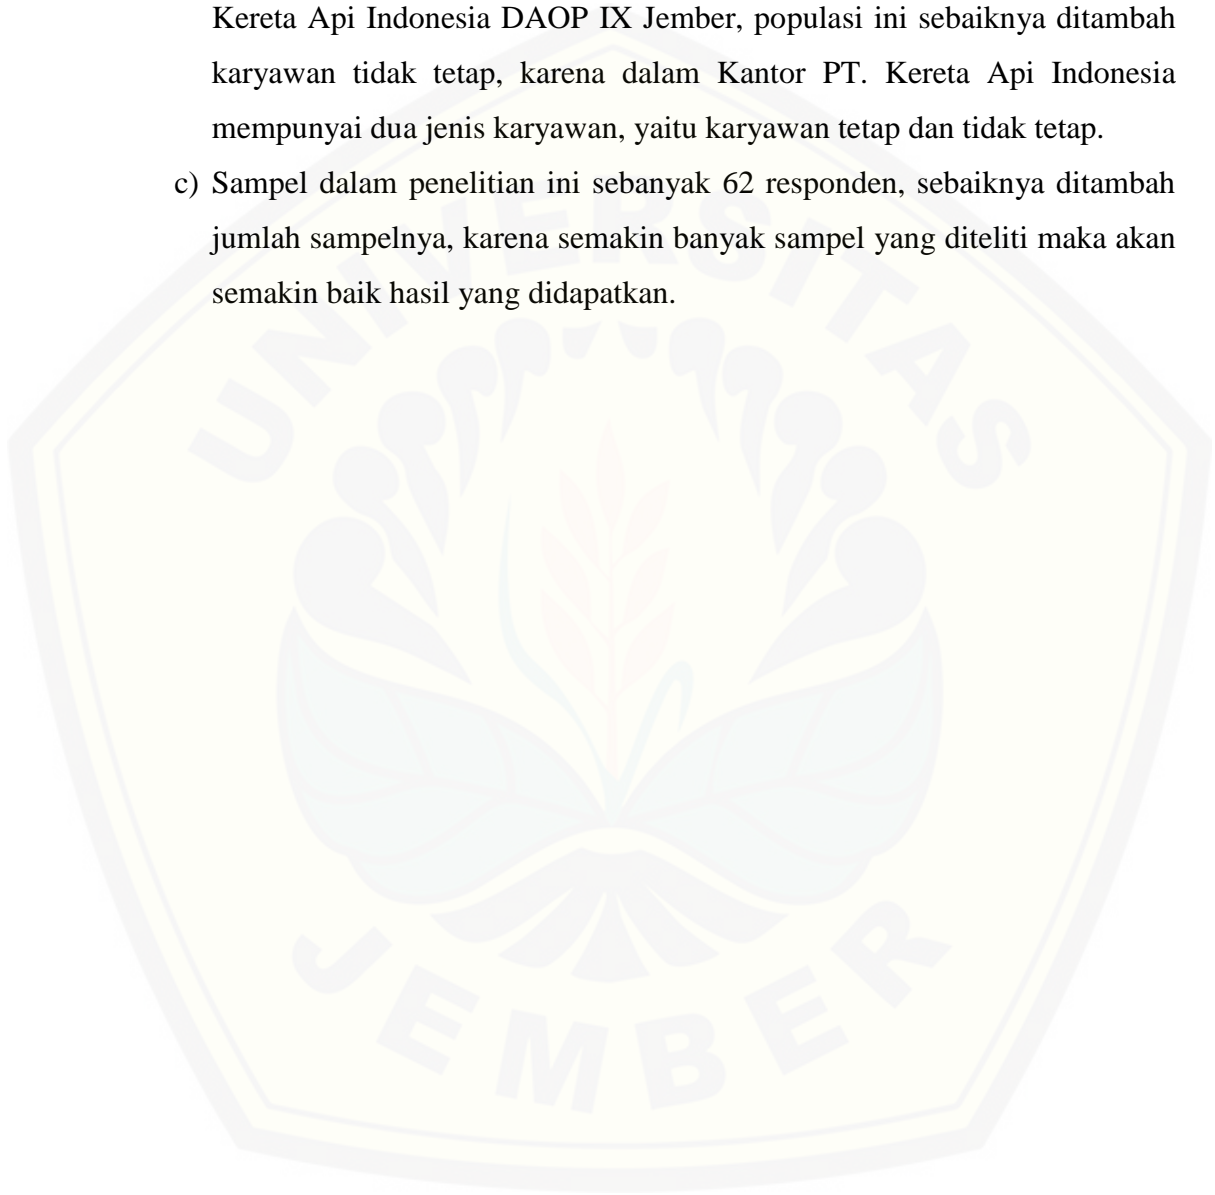 Kereta Api Indonesia DAOP IX Jember, populasi ini sebaiknya ditambah
karyawan tidak tetap, karena dalam Kantor PT. Kereta Api Indonesia
mempunyai dua jenis karyawan, yaitu karyawan tetap dan tidak tetap.
c) Sampel dalam penelitian ini sebanyak 62 responden, sebaiknya ditambah
jumlah sampelnya, karena semakin banyak sampel yang diteliti maka akan
semakin baik hasil yang didapatkan.
UNIVERSITAS
JEMBER